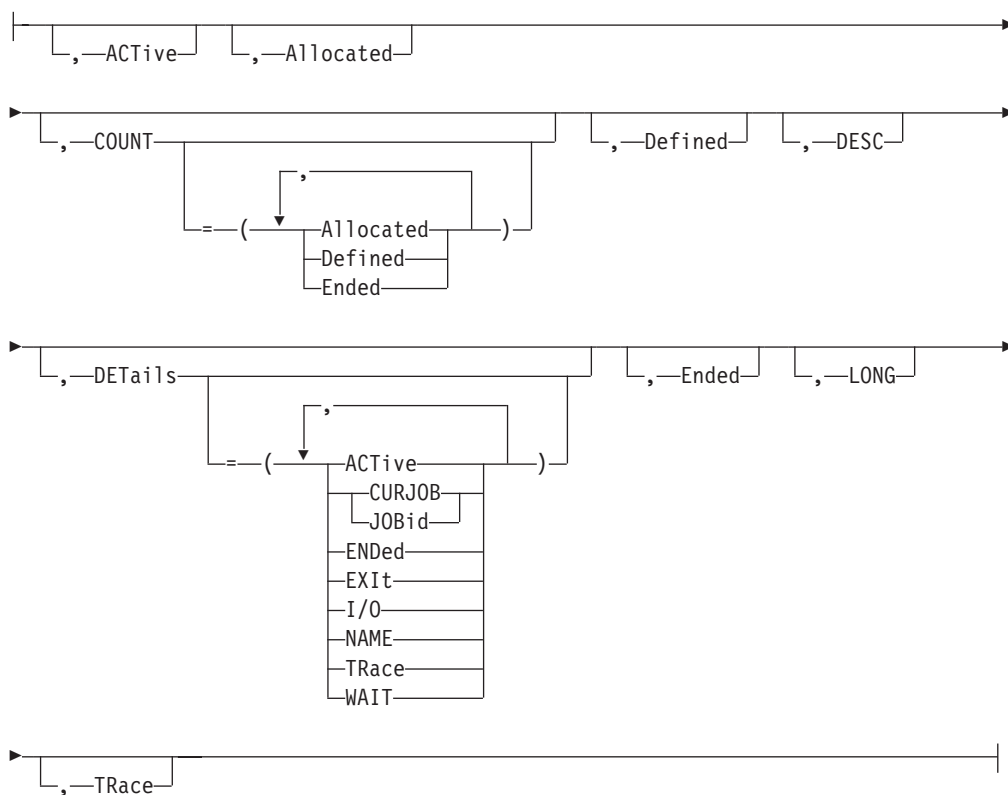 , ACTive , Allocated
, COUNT , Defined , DESC
,
= ( Allocated )
Defined
Ended
, DETails , Ended , LONG
,
= ( ACTive )
CURJOB
JOBid
ENDed
EXIt
I/O
NAME
TRace
WAIT
, TRace